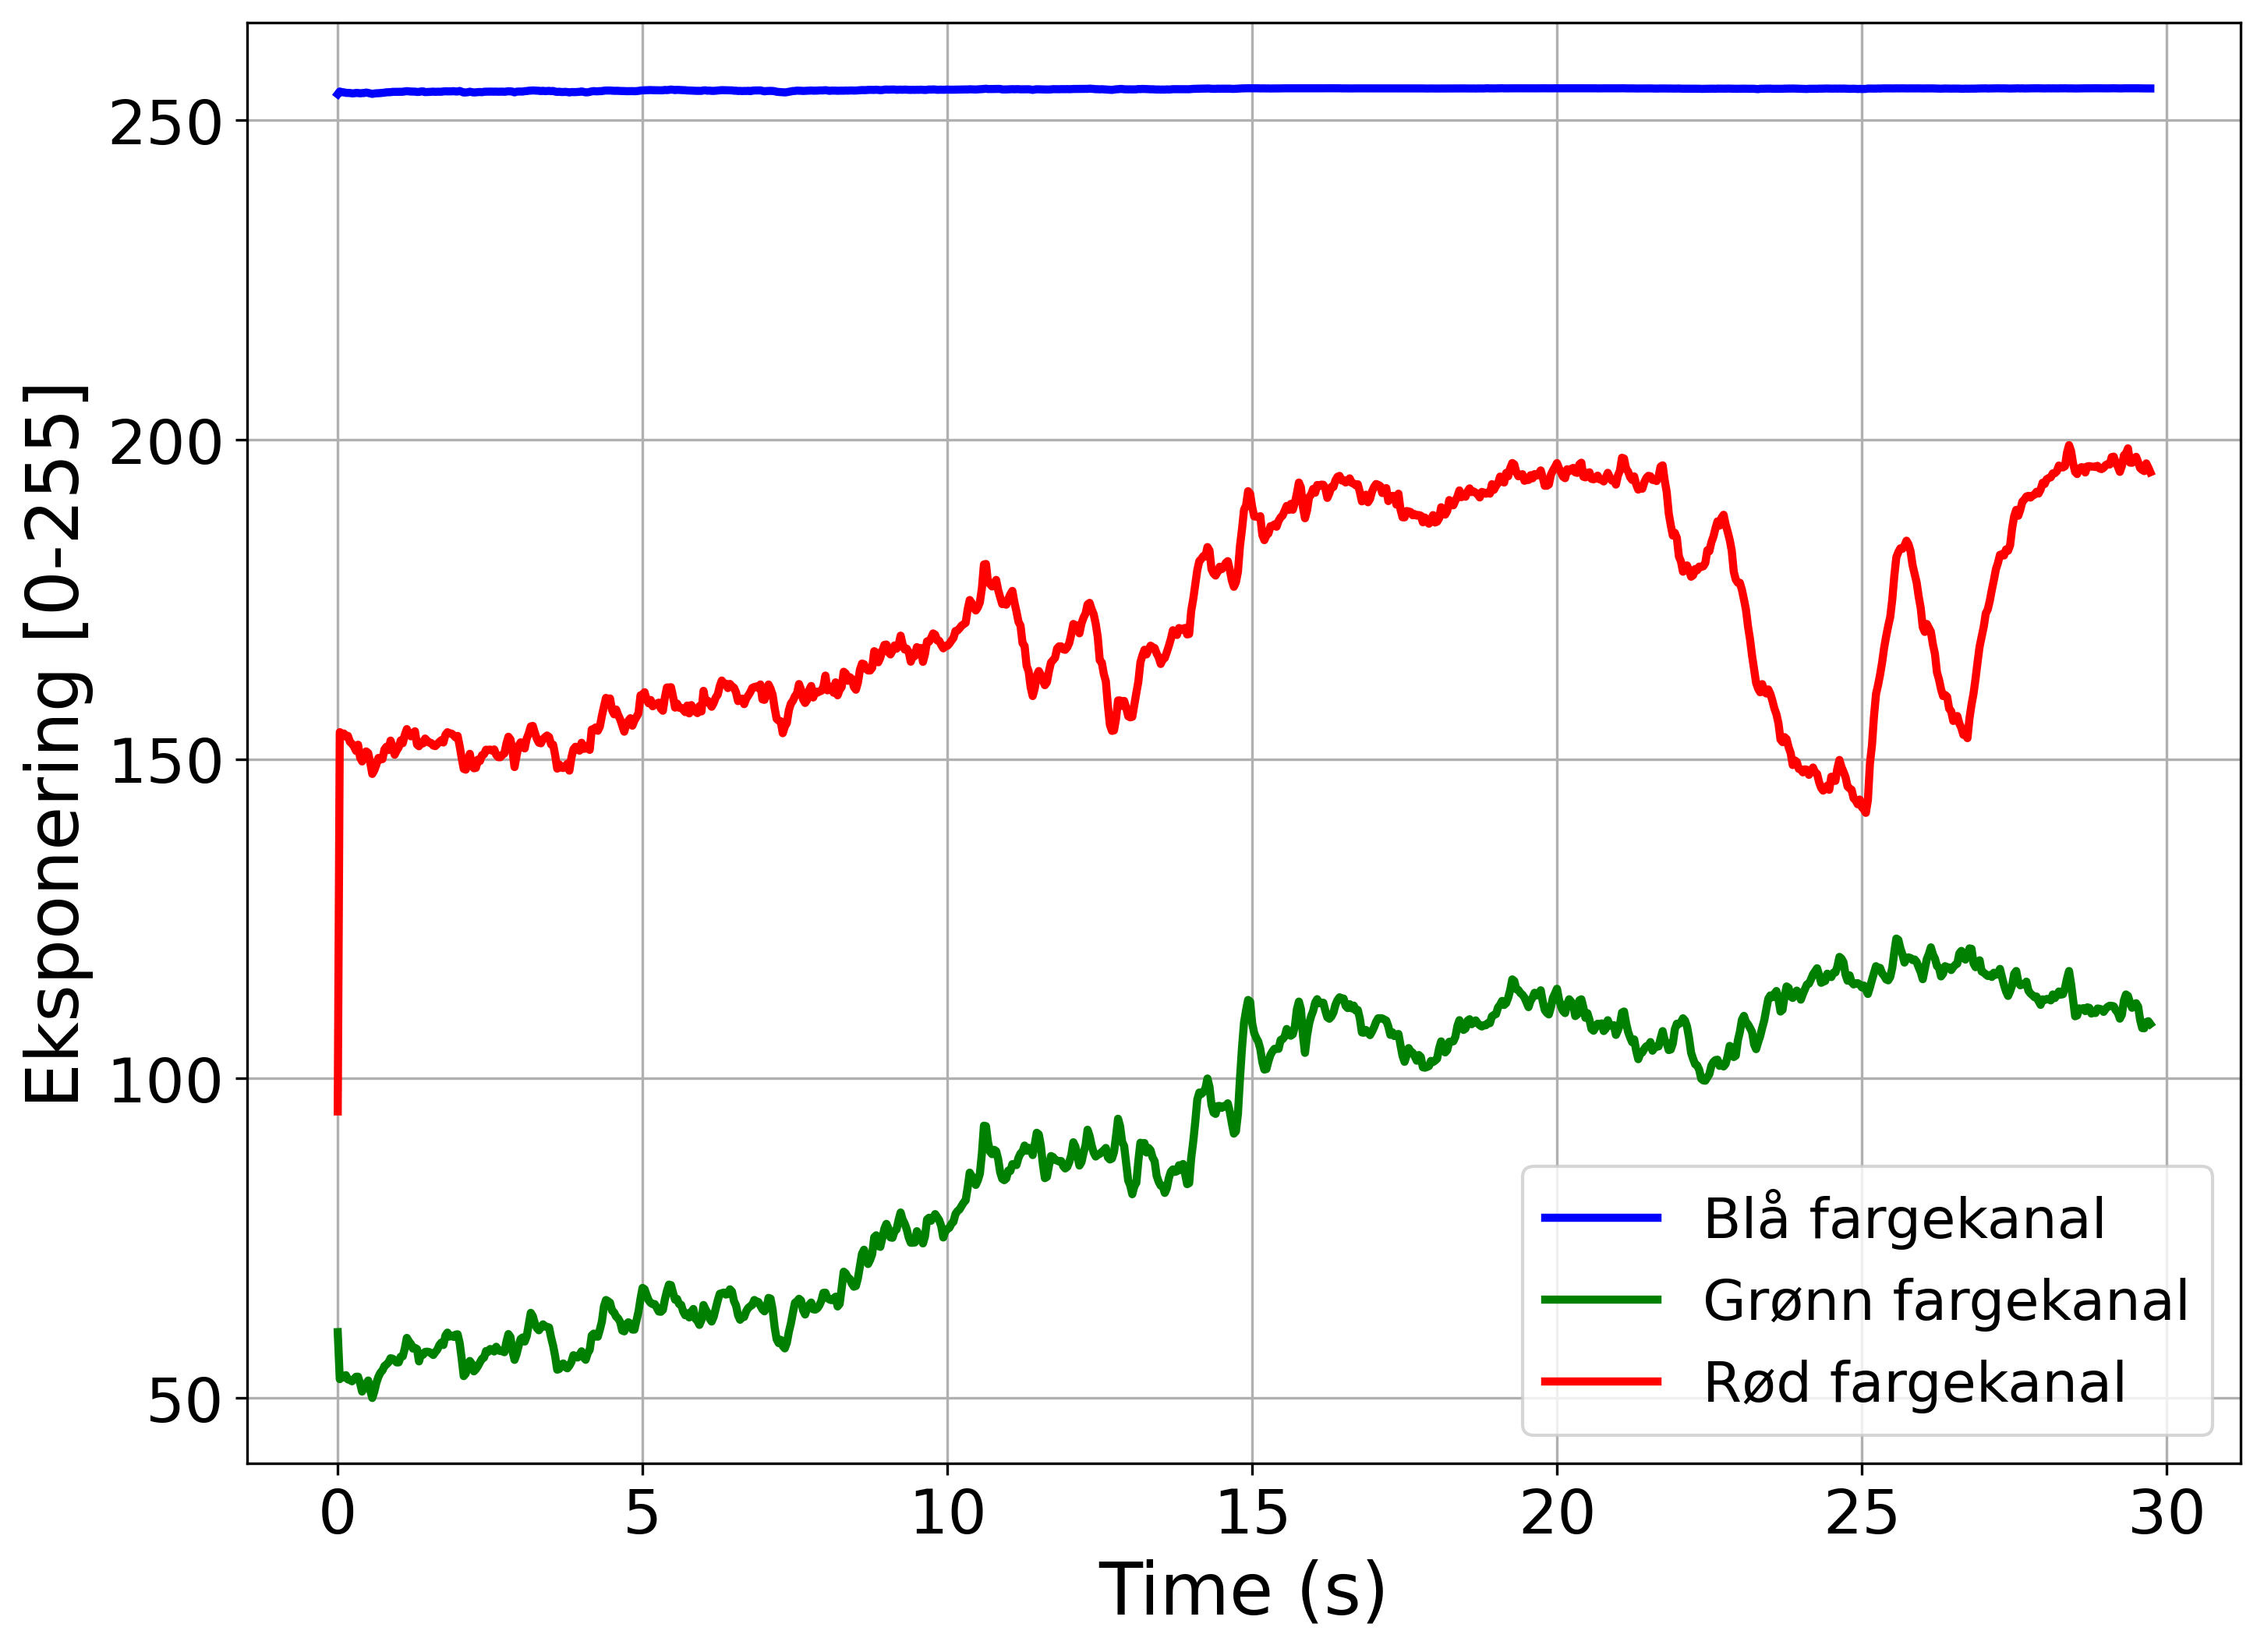 Eksponering [0-255]
250
200
150
100
50
0 5 10 15 20 25 30
Time (s)
Blå fargekanal
Grønn fargekanal
Rød fargekanal